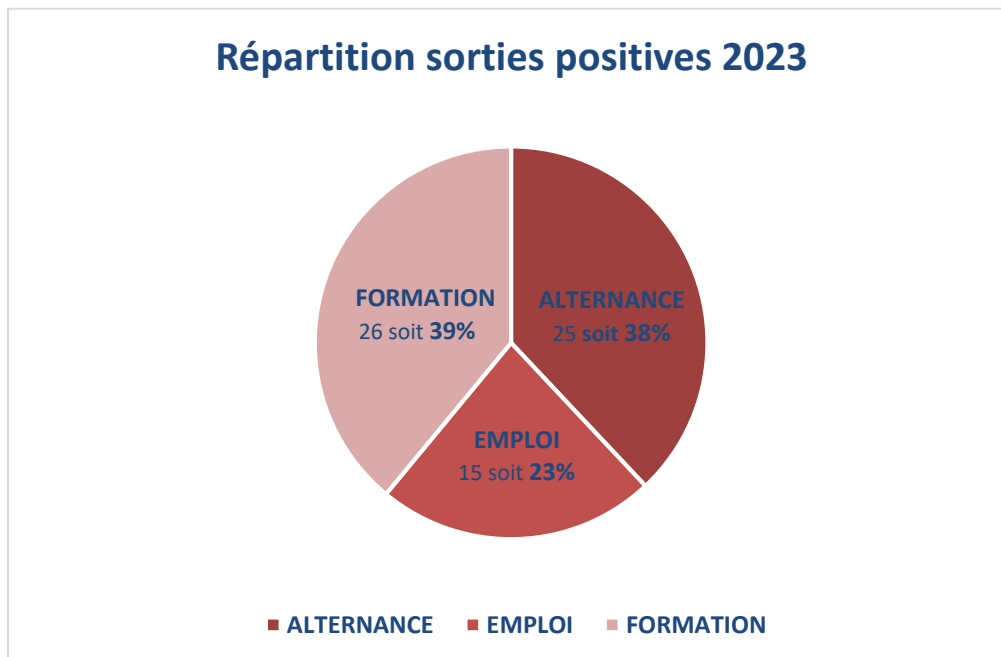 Répartition sorties positives 2023
FORMATION
26 soit 39%
ALTERNANCE
25 soit 38%
EMPLOI
15 soit 23%
ALTERNANCE EMPLOI FORMATION